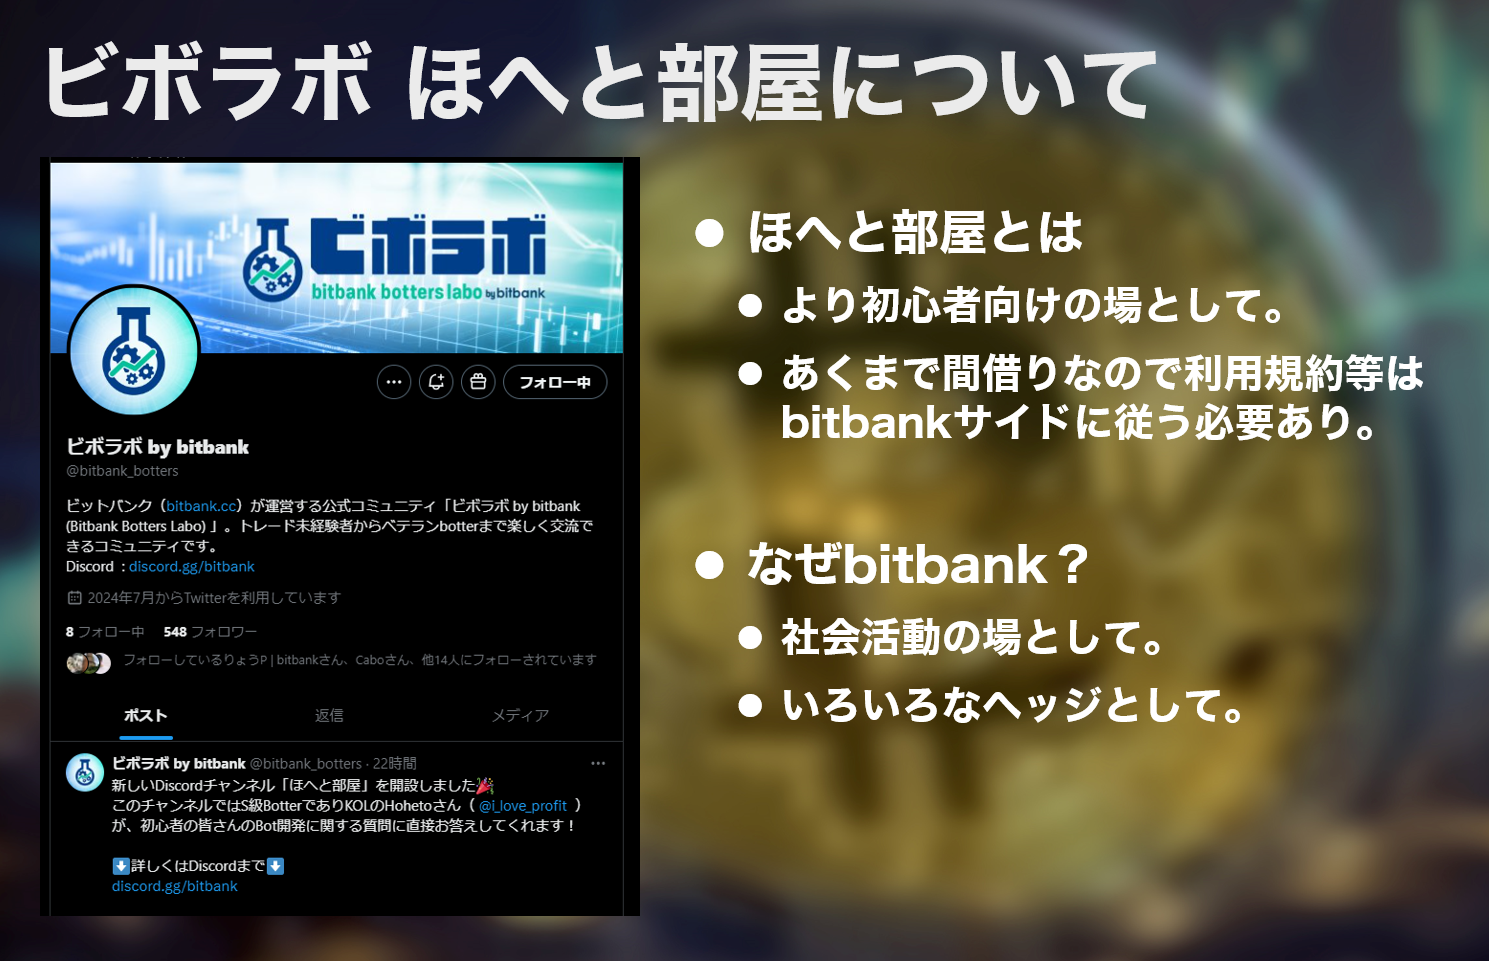 ビボラボ ほへと部屋について
ビボラボ
bitbank botters labo by bitbank
フォロー中
ビボラボ by bitbank
@bitbank_botters
ビットバンク（bitbank.cc）が運営する公式コミュニティ「ビボラボ by bitbank
(Bitbank Botters Labo) 」。トレード未経験者からベテランbotterまで楽しく交流で
きるコミュニティです。
Discord ：discord.gg/bitbank
2024年7月からTwitterを利用しています
8 フォロー中 548 フォロワー
フォローしているりょうP | bitbankさん、Caboさん、他14人にフォローされています
ポスト 返信 メディア
ビボラボ by bitbank @bitbank_botters · 22時間
新しいDiscordチャンネル「ほへと部屋」を開設しました🎉
このチャンネルではS級BotterでありKOLのHohetoさん（ @i_love_profit ）
が、初心者の皆さんのBot開発に関する質問に直接お答えしてくれます！
⬇️詳しくはDiscordまで⬇️
discord.gg/bitbank
● ほへと部屋とは
● より初心者向けの場として。
● あくまで間借りなので利用規約等は
bitbankサイドに従う必要あり。
● なぜbitbank？
● 社会活動の場として。
● いろいろなヘッジとして。